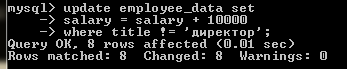 mysql> update employee_data set
-> salary = salary + 10000
-> where title != 'директор';
Query OK, 8 rows affected (0.01 sec)
Rows matched: 8  Changed: 8  Warnings: 0